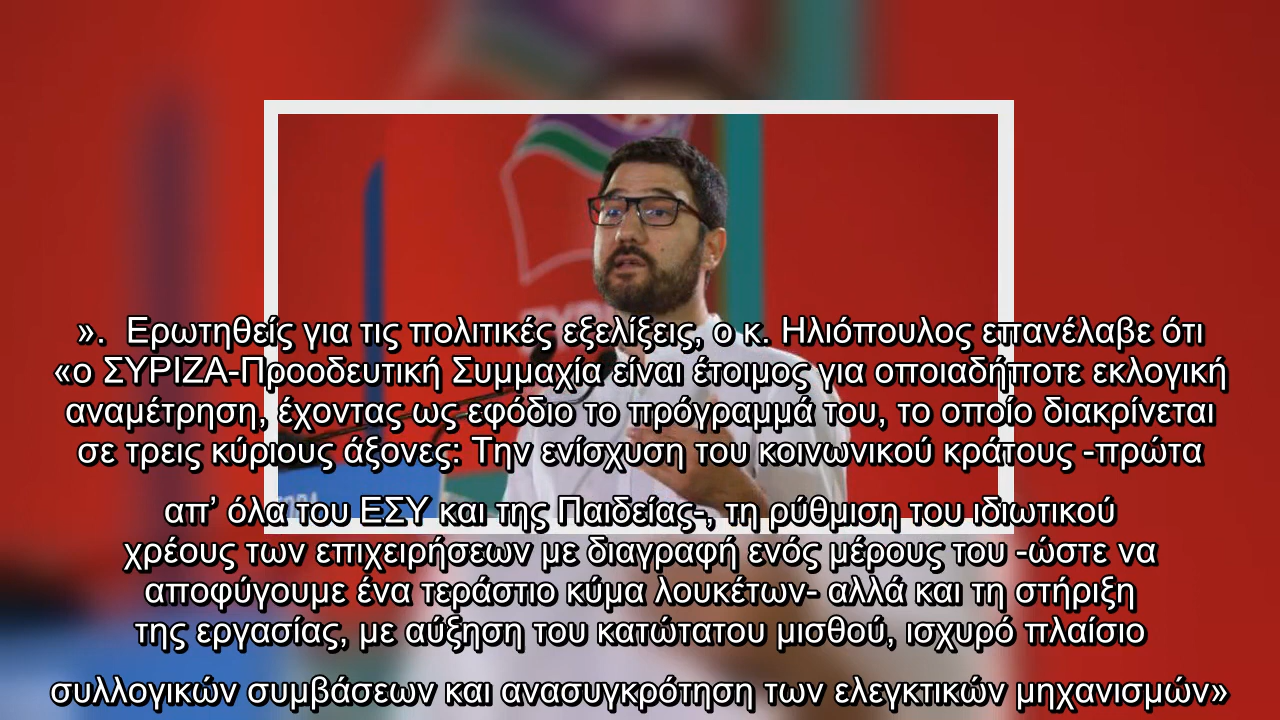 ».  Ερωτηθείς για τις πολιτικές εξελίξεις, ο κ. Ηλιόπουλος επανέλαβε ότι
«ο ΣΥΡΙΖΑ-Προοδευτική Συμμαχία είναι έτοιμος για οποιαδήποτε εκλογική
αναμέτρηση, έχοντας ως εφόδιο το πρόγραμμά του, το οποίο διακρίνεται
σε τρεις κύριους άξονες: Την ενίσχυση του κοινωνικού κράτους -πρώτα
απ’ όλα του ΕΣΥ και της Παιδείας-, τη ρύθμιση του ιδιωτικού
χρέους των επιχειρήσεων με διαγραφή ενός μέρους του -ώστε να
αποφύγουμε ένα τεράστιο κύμα λουκέτων- αλλά και τη στήριξη
της εργασίας, με αύξηση του κατώτατου μισθού, ισχυρό πλαίσιο
συλλογικών συμβάσεων και ανασυγκρότηση των ελεγκτικών μηχανισμών»